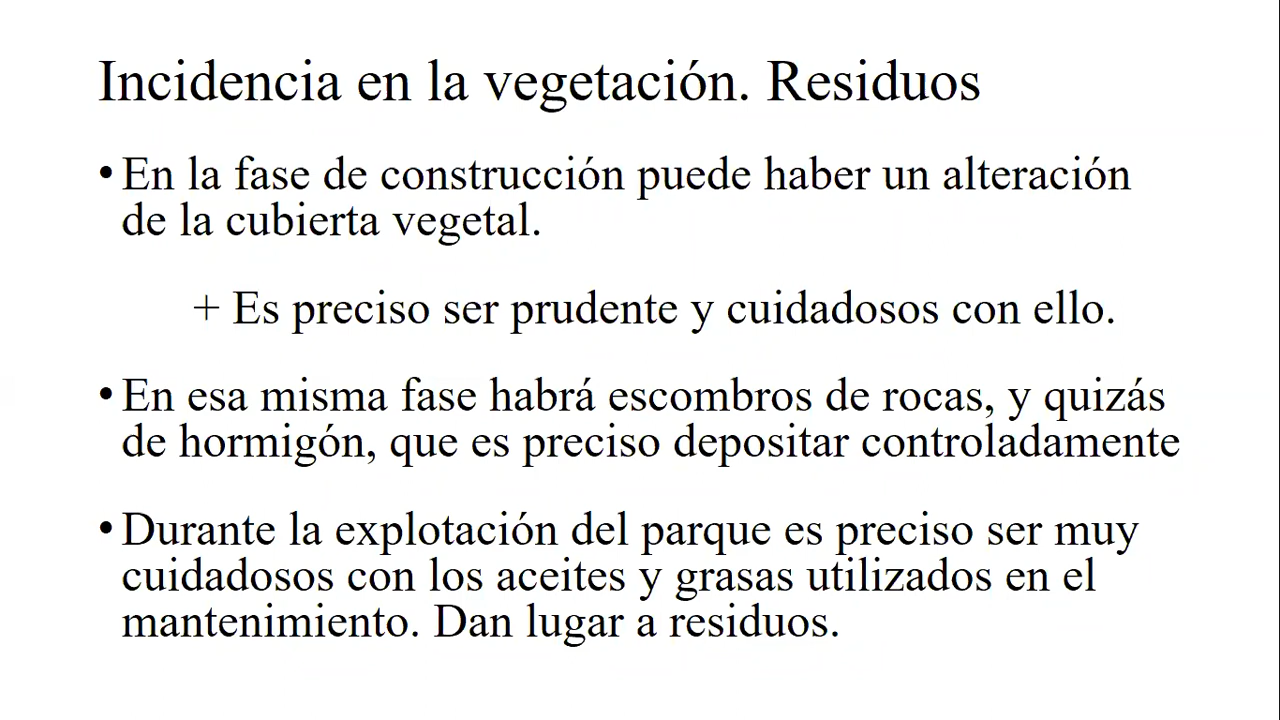 Incidencia en la vegetación. Residuos
• En la fase de construcción puede haber un alteración
de la cubierta vegetal.
+ Es preciso ser prudente y cuidadosos con ello.
• En esa misma fase habrá escombros de rocas, y quizás
de hormigón, que es preciso depositar controladamente
• Durante la explotación del parque es preciso ser muy
cuidadosos con los aceites y grasas utilizados en el
mantenimiento. Dan lugar a residuos.